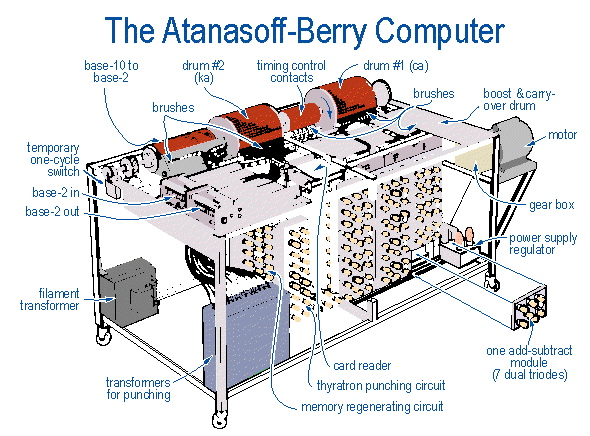 The Atanasoff-Berry Computer
base-10 to
base-2
drum #2
(ka)
timing control
contacts
drum #1 (ca)
brushes
brushes
boost & carry-
over drum
motor
temporary
one-cycle
switch
base-2 in
base-2 out
gear box
power supply
regulator
filament
transformer
one add-subtract
module
(7 dual triodes)
card reader
transformers
for punching
thyratron punching circuit
memory regenerating circuit